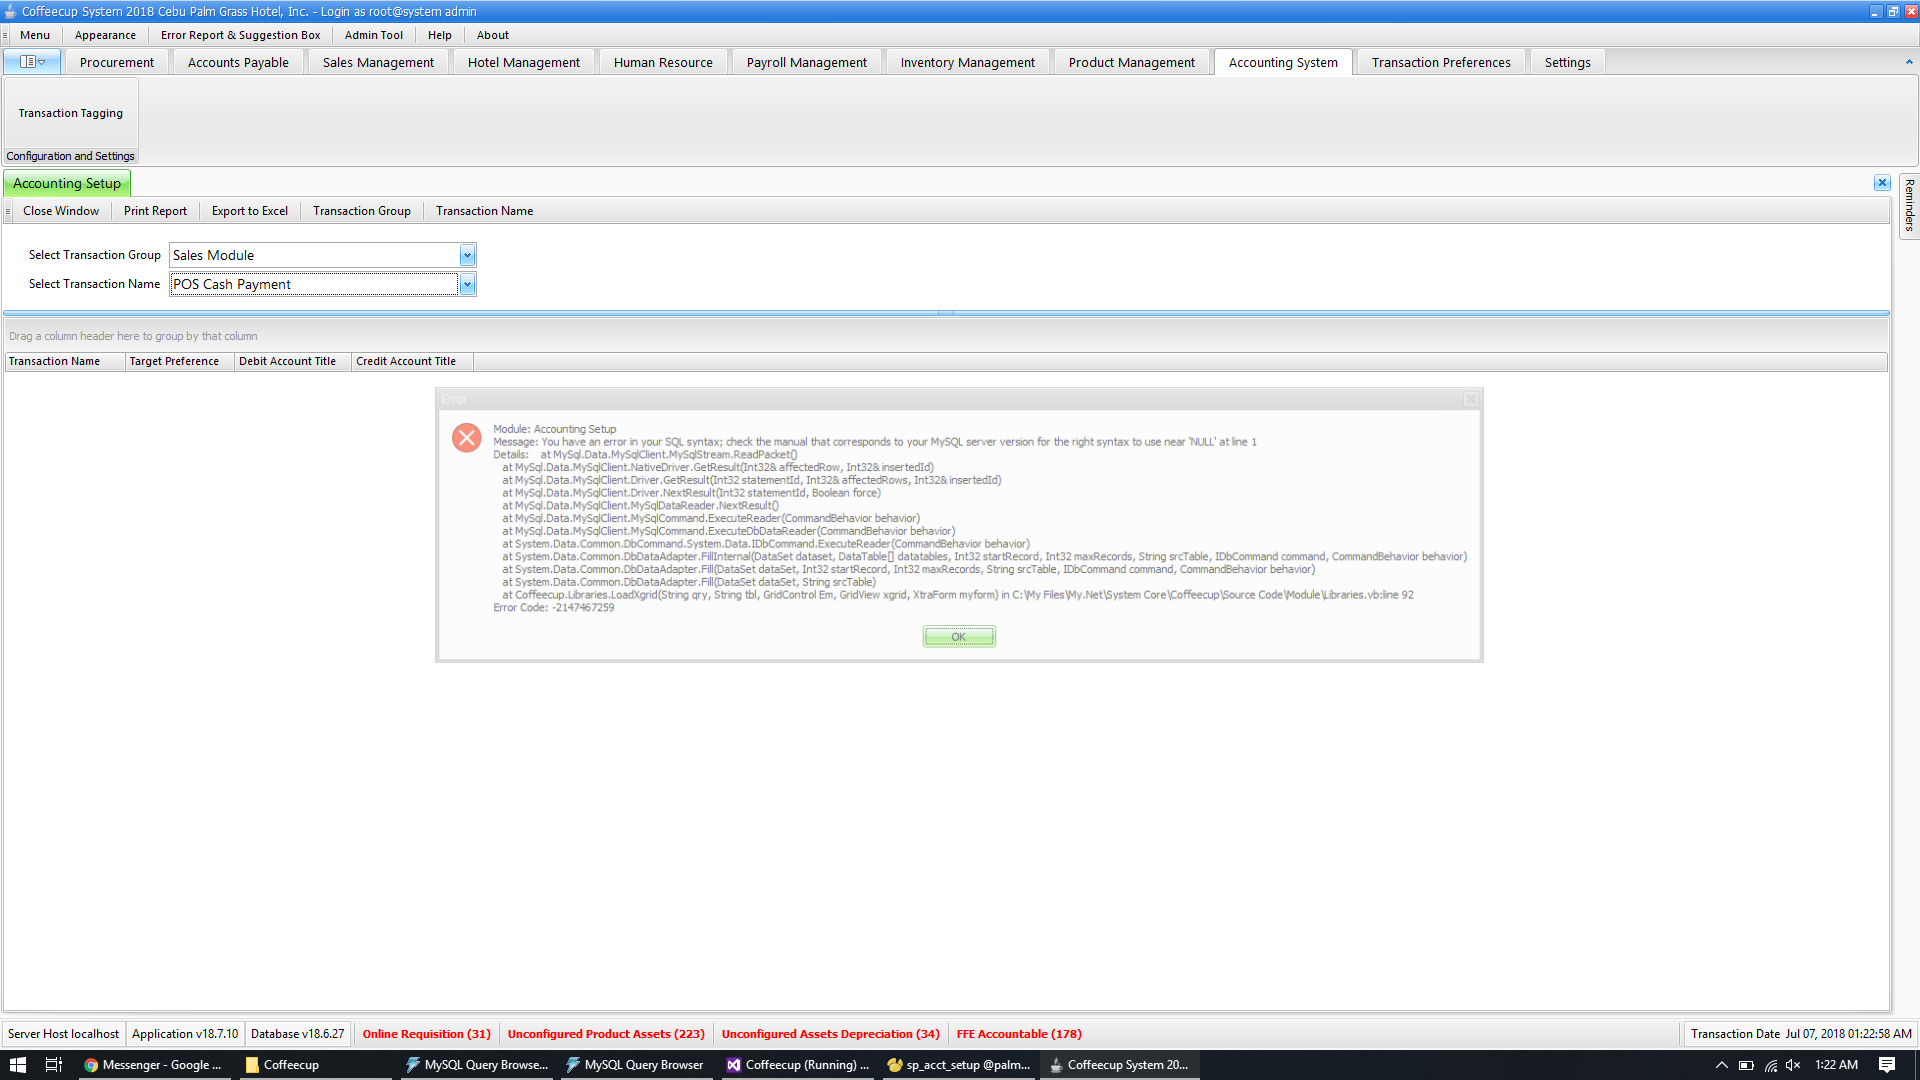 Coffeecup System 2018 Cebu Palm Grass Hotel, Inc. - Login as root@system admin
Menu Appearance Error Report & Suggestion Box Admin Tool Help About
Procurement Accounts Payable Sales Management Hotel Management Human Resource Payroll Management Inventory Management Product Management Accounting System Transaction Preferences Settings
Transaction Tagging
Configuration and Settings
Accounting Setup
Reminders
Close Window Print Report Export to Excel Transaction Group Transaction Name
Select Transaction Group Sales Module
Select Transaction Name POS Cash Payment
Drag a column header here to group by that column
Transaction Name Target Preference Debit Account Title Credit Account Title
Error
Module: Accounting Setup
Message: You have an error in your SQL syntax; check the manual that corresponds to your MySQL server version for the right syntax to use near 'NULL' at line 1
Details: at MySql.Data.MySqlClient.MySqlStream.ReadPacket()
at MySql.Data.MySqlClient.NativeDriver.GetResult(Int32& affectedRow, Int32& insertedId)
at MySql.Data.MySqlClient.Driver.GetResult(Int32 statementId, Int32& affectedRows, Int32& insertedId)
at MySql.Data.MySqlClient.Driver.NextResult(Int32 statementId, Boolean force)
at MySql.Data.MySqlClient.MySqlDataReader.NextResult()
at MySql.Data.MySqlClient.MySqlCommand.ExecuteReader(CommandBehavior behavior)
at MySql.Data.MySqlClient.MySqlCommand.ExecuteDbDataReader(CommandBehavior behavior)
at System.Data.Common.DbCommand.System.Data.IDbCommand.ExecuteReader(CommandBehavior behavior)
at System.Data.Common.DbDataAdapter.FillInternal(DataSet dataset, DataTable[] datatables, Int32 startRecord, Int32 maxRecords, String srcTable, IDbCommand command, CommandBehavior behavior)
at System.Data.Common.DbDataAdapter.Fill(DataSet dataSet, Int32 startRecord, Int32 maxRecords, String srcTable, IDbCommand command, CommandBehavior behavior)
at System.Data.Common.DbDataAdapter.Fill(DataSet dataSet, String srcTable)
at Coffeecup.Libraries.LoadXgrid(String qry, String tbl, GridControl Em, GridView xgrid, XtraForm myform) in C:\My Files\My.Net\System Core\Coffeecup\Source Code\Module\Libraries.vb:line 92
Error Code: -2147467259
OK
Server Host localhost Application v18.7.10 Database v18.6.27 Online Requisition (31) Unconfigured Product Assets (223) Unconfigured Assets Depreciation (34) FFE Accountable (178) Transaction Date Jul 07, 2018 01:22:58 AM
Messenger - Google ... Coffeecup MySQL Query Browse... MySQL Query Browser Coffeecup (Running) ... sp_acct_setup @palm... Coffeecup System 20... 1:22 AM